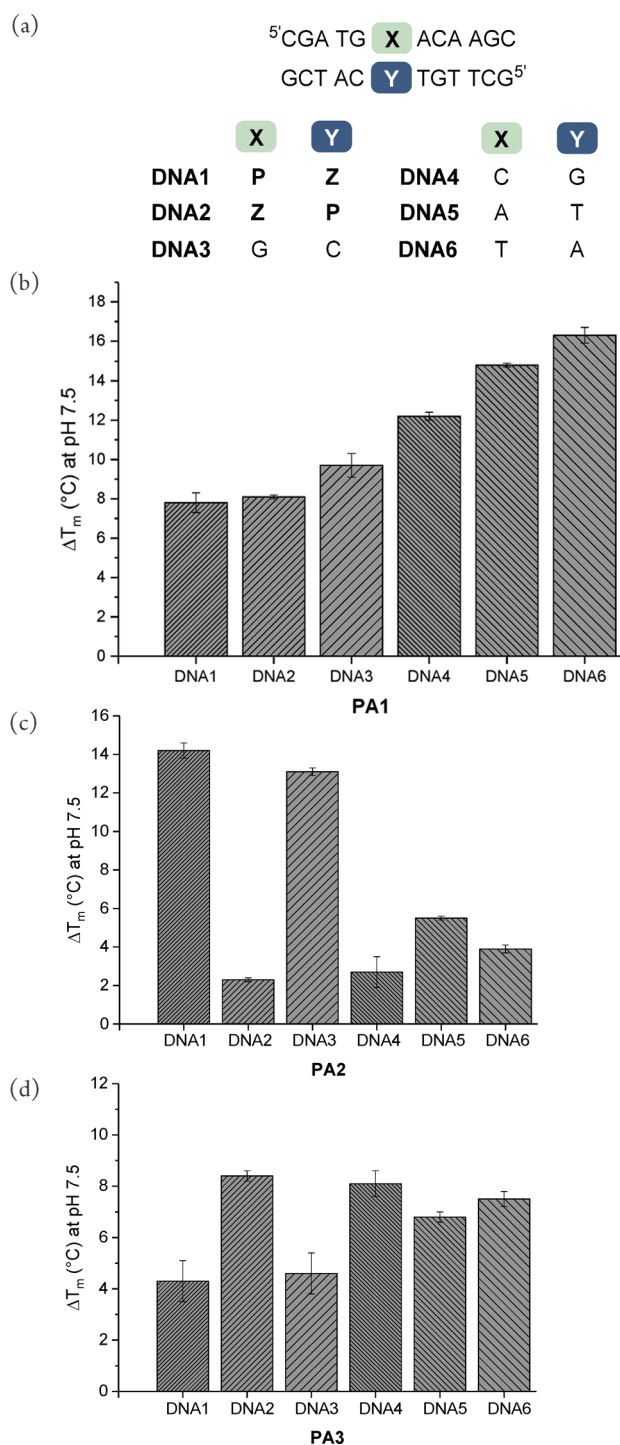 (a)
5'CGA TG X ACA AGC
GCT AC Y TGT TCG5'
X Y X Y
DNA1 P Z DNA4 C G
DNA2 Z P DNA5 A T
DNA3 G C DNA6 T A
(b)
ΔTm (°C) at pH 7.5
18
16
14
12
10
8
6
4
2
0
DNA1 DNA2 DNA3 DNA4 DNA5 DNA6
PA1
(c)
ΔTm (°C) at pH 7.5
16
14
12
10
8
6
4
2
0
DNA1 DNA2 DNA3 DNA4 DNA5 DNA6
PA2
(d)
ΔTm (°C) at pH 7.5
12
10
8
6
4
2
0
DNA1 DNA2 DNA3 DNA4 DNA5 DNA6
PA3